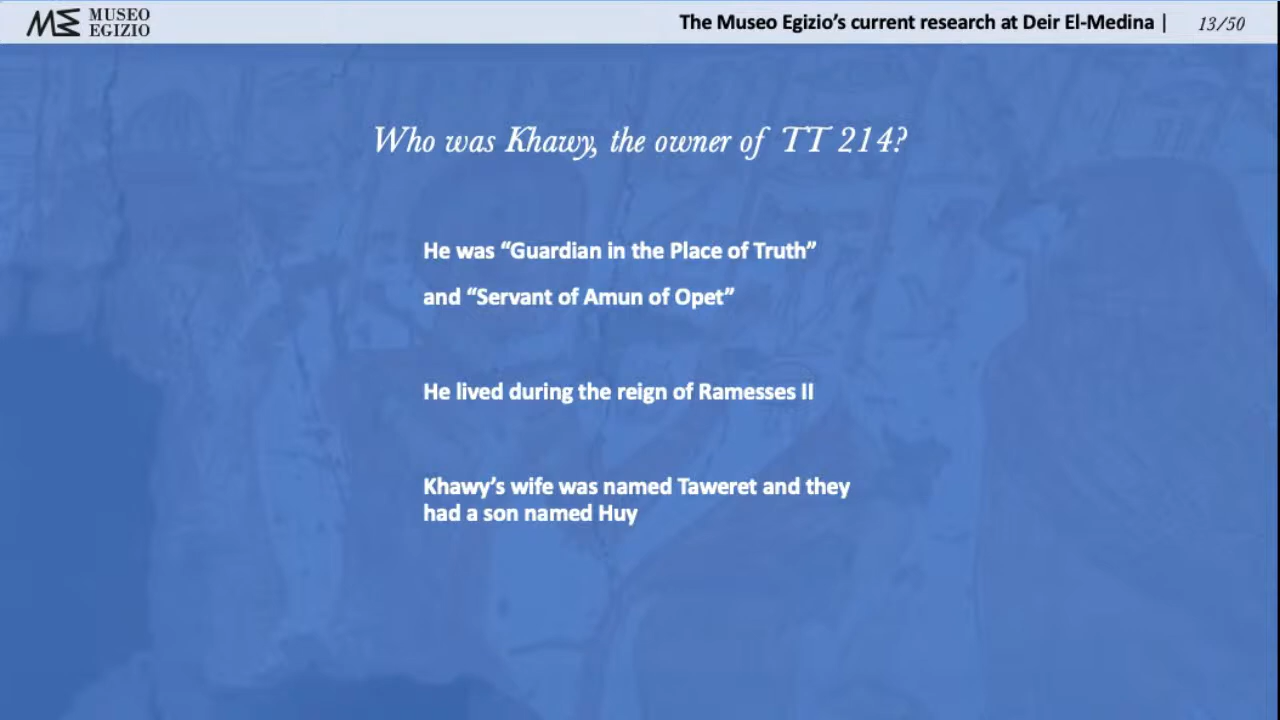 MUSEO
EGIZIO
The Museo Egizio’s current research at Deir El-Medina |
13/50
Who was Khawy, the owner of TT 214?
He was “Guardian in the Place of Truth”
and “Servant of Amun of Opet”
He lived during the reign of Ramesses II
Khawy’s wife was named Taweret and they
had a son named Huy